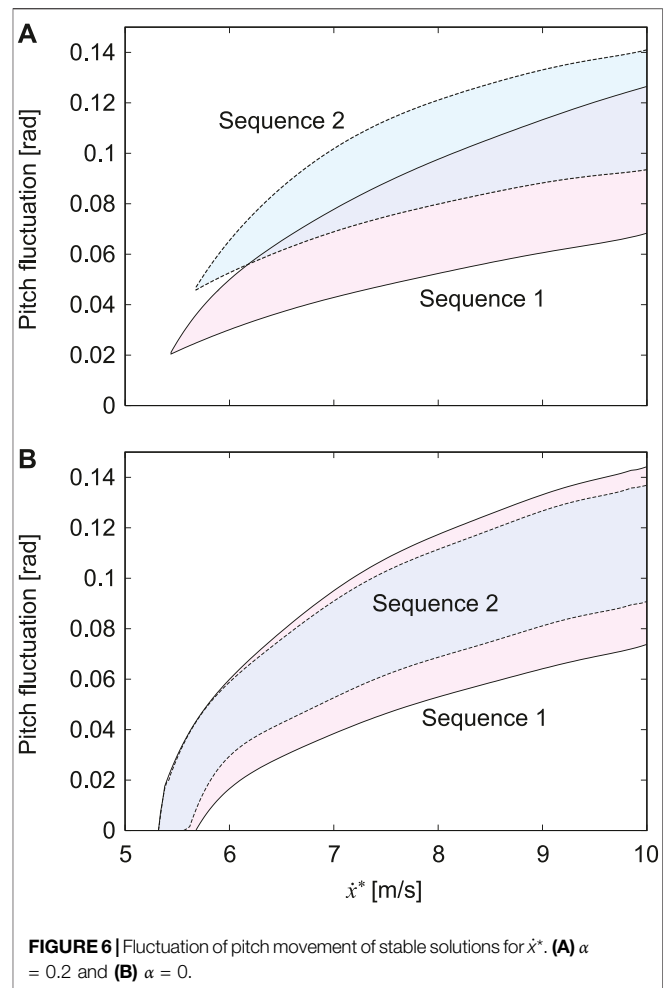 A
0.14
0.12
0.1
0.08
0.06
0.04
0.02
0
Pitch fluctuation [rad]
Sequence 2
Sequence 1
B
0.14
0.12
0.1
0.08
0.06
0.04
0.02
0
Pitch fluctuation [rad]
Sequence 2
Sequence 1
5 6 7 8 9 10
ẋ* [m/s]
FIGURE 6 | Fluctuation of pitch movement of stable solutions for ẋ*. (A) α
= 0.2 and (B) α = 0.